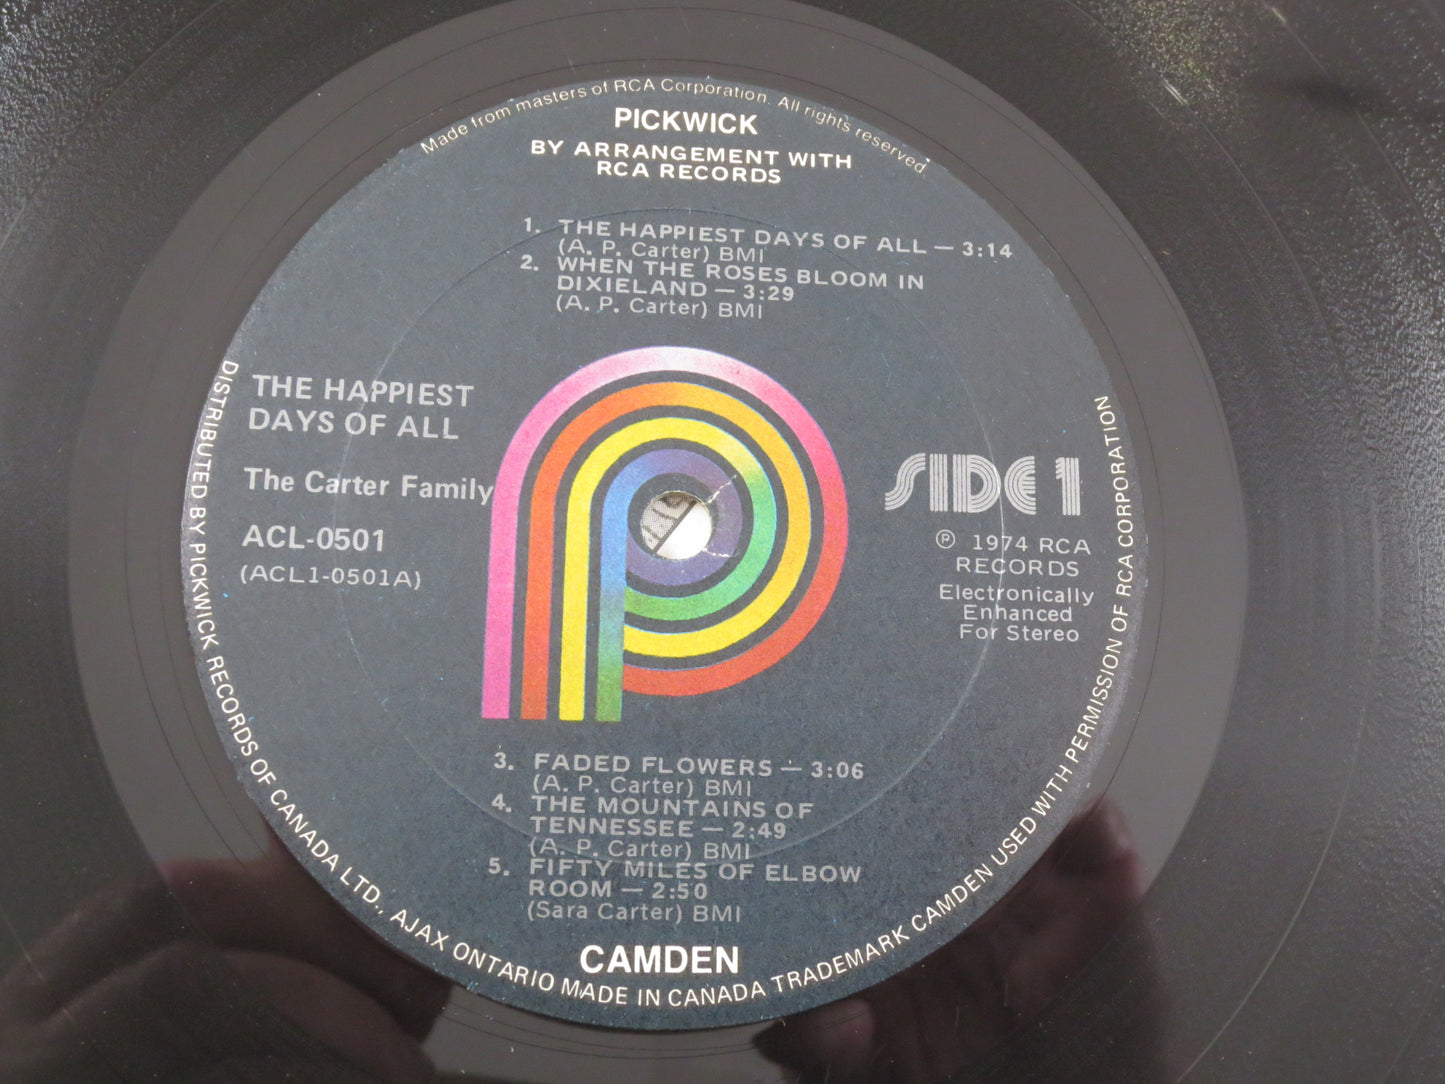 Made from masters of RCA Corporation. All rights reserved.
PICKWICK
BY ARRANGEMENT WITH
RCA RECORDS
1. THE HAPPIEST DAYS OF ALL — 3:14
(A. P. Carter) BMI
2. WHEN THE ROSES BLOOM IN
DIXIELAND — 3:29
(A. P. Carter) BMI
THE HAPPIEST
DAYS OF ALL
The Carter Family
ACL-0501
(ACL1-0501A)
SIDE 1
℗ 1974 RCA
RECORDS
Electronically
Enhanced
For Stereo
3. FADED FLOWERS — 3:06
(A. P. Carter) BMI
4. THE MOUNTAINS OF
TENNESSEE — 2:49
(A. P. Carter) BMI
5. FIFTY MILES OF ELBOW
ROOM — 2:50
(Sara Carter) BMI
CAMDEN
DISTRIBUTED BY PICKWICK RECORDS OF CANADA LTD., AJAX ONTARIO MADE IN CANADA TRADEMARK CAMDEN USED WITH PERMISSION OF RCA CORPORATION